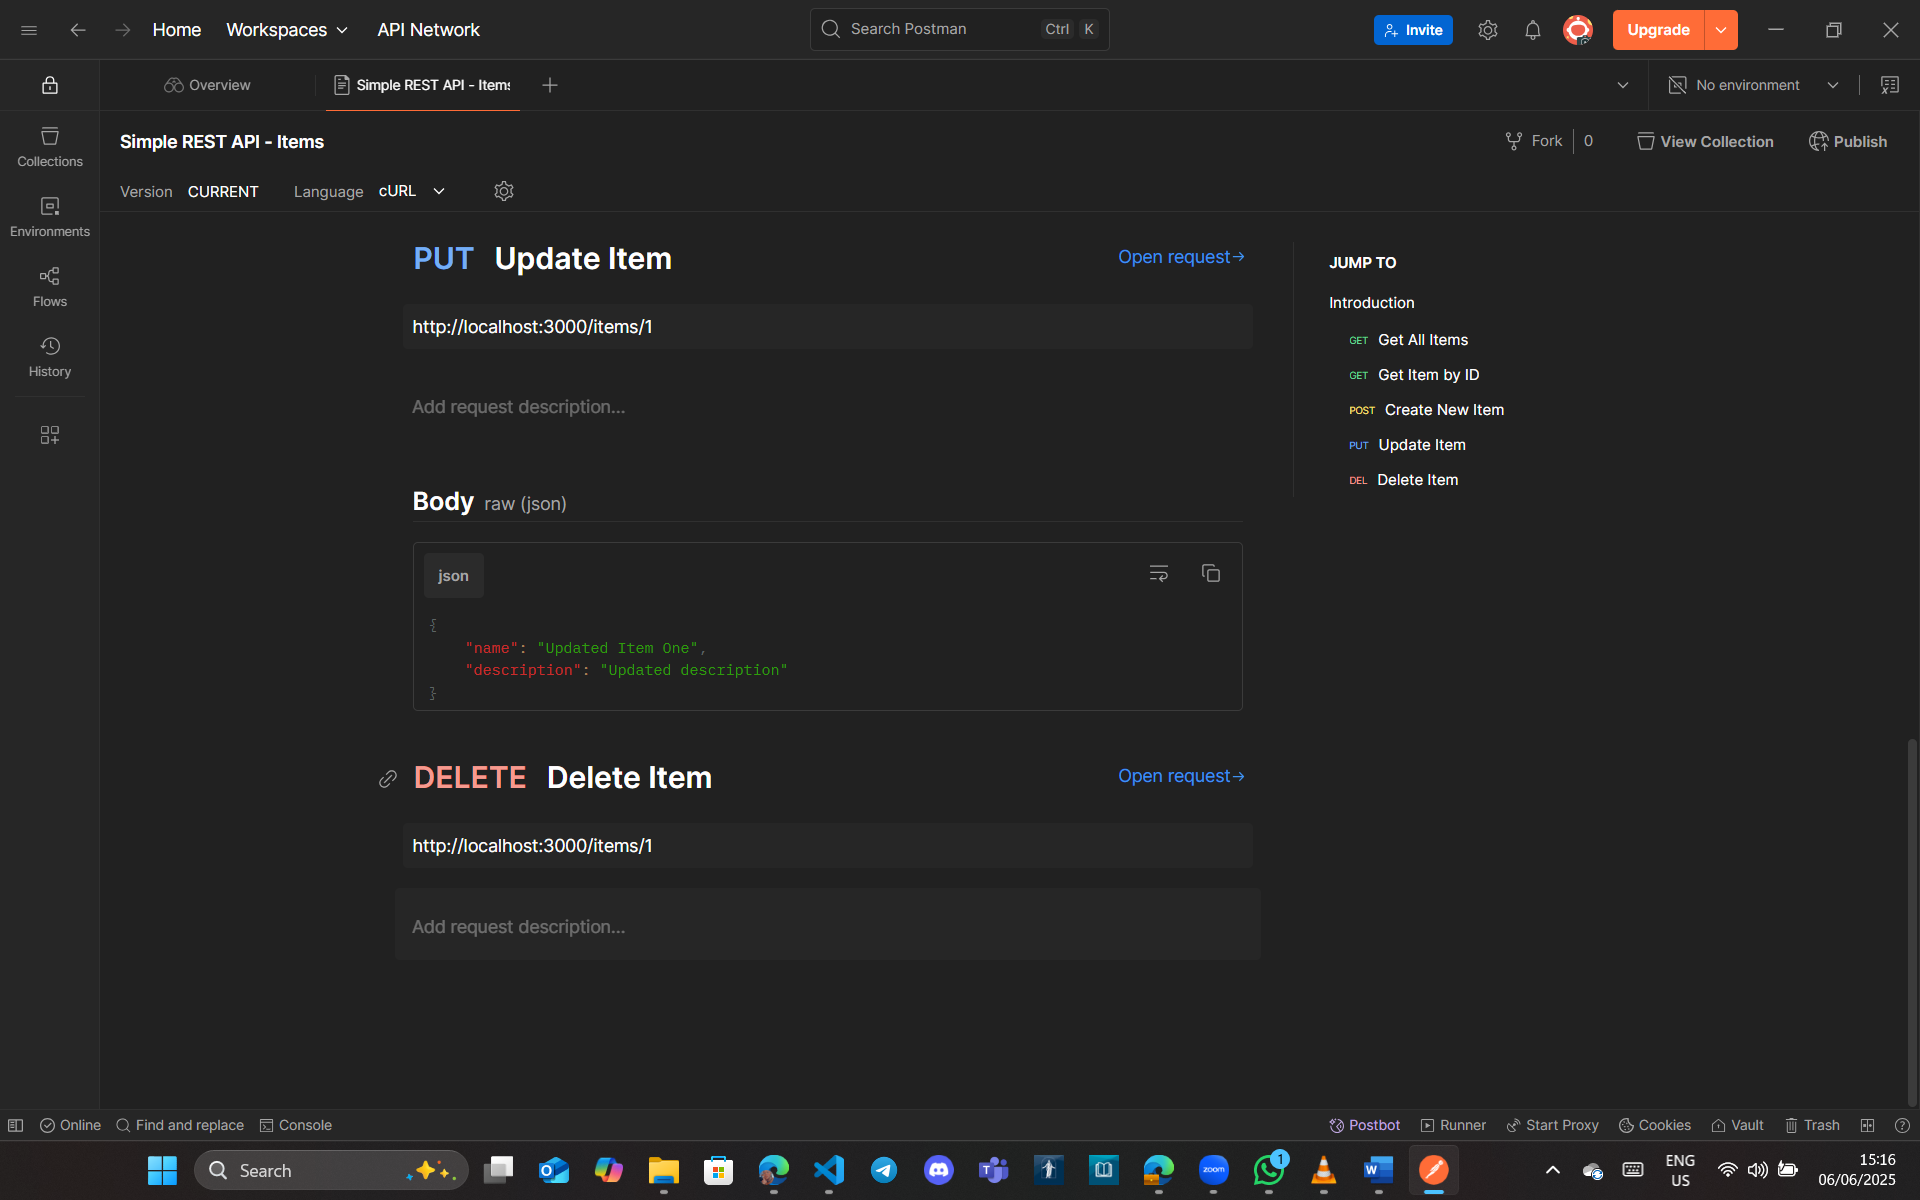 Home
Workspaces
API Network
Search Postman
Ctrl K
Invite
Upgrade
Overview
Simple REST API - Items
No environment
Simple REST API - Items
Fork 0
View Collection
Publish
Version CURRENT
Language cURL
Collections
Environments
Flows
History
PUT Update Item
Open request→
http://localhost:3000/items/1
Add request description...
Body raw (json)
json
{
"name": "Updated Item One",
"description": "Updated description"
}
DELETE Delete Item
Open request→
http://localhost:3000/items/1
Add request description...
JUMP TO
Introduction
GET Get All Items
GET Get Item by ID
POST Create New Item
PUT Update Item
DEL Delete Item
Online
Find and replace
Console
Postbot
Runner
Start Proxy
Cookies
Vault
Trash
Search
zoom
1
ENG
US
15:16
06/06/2025